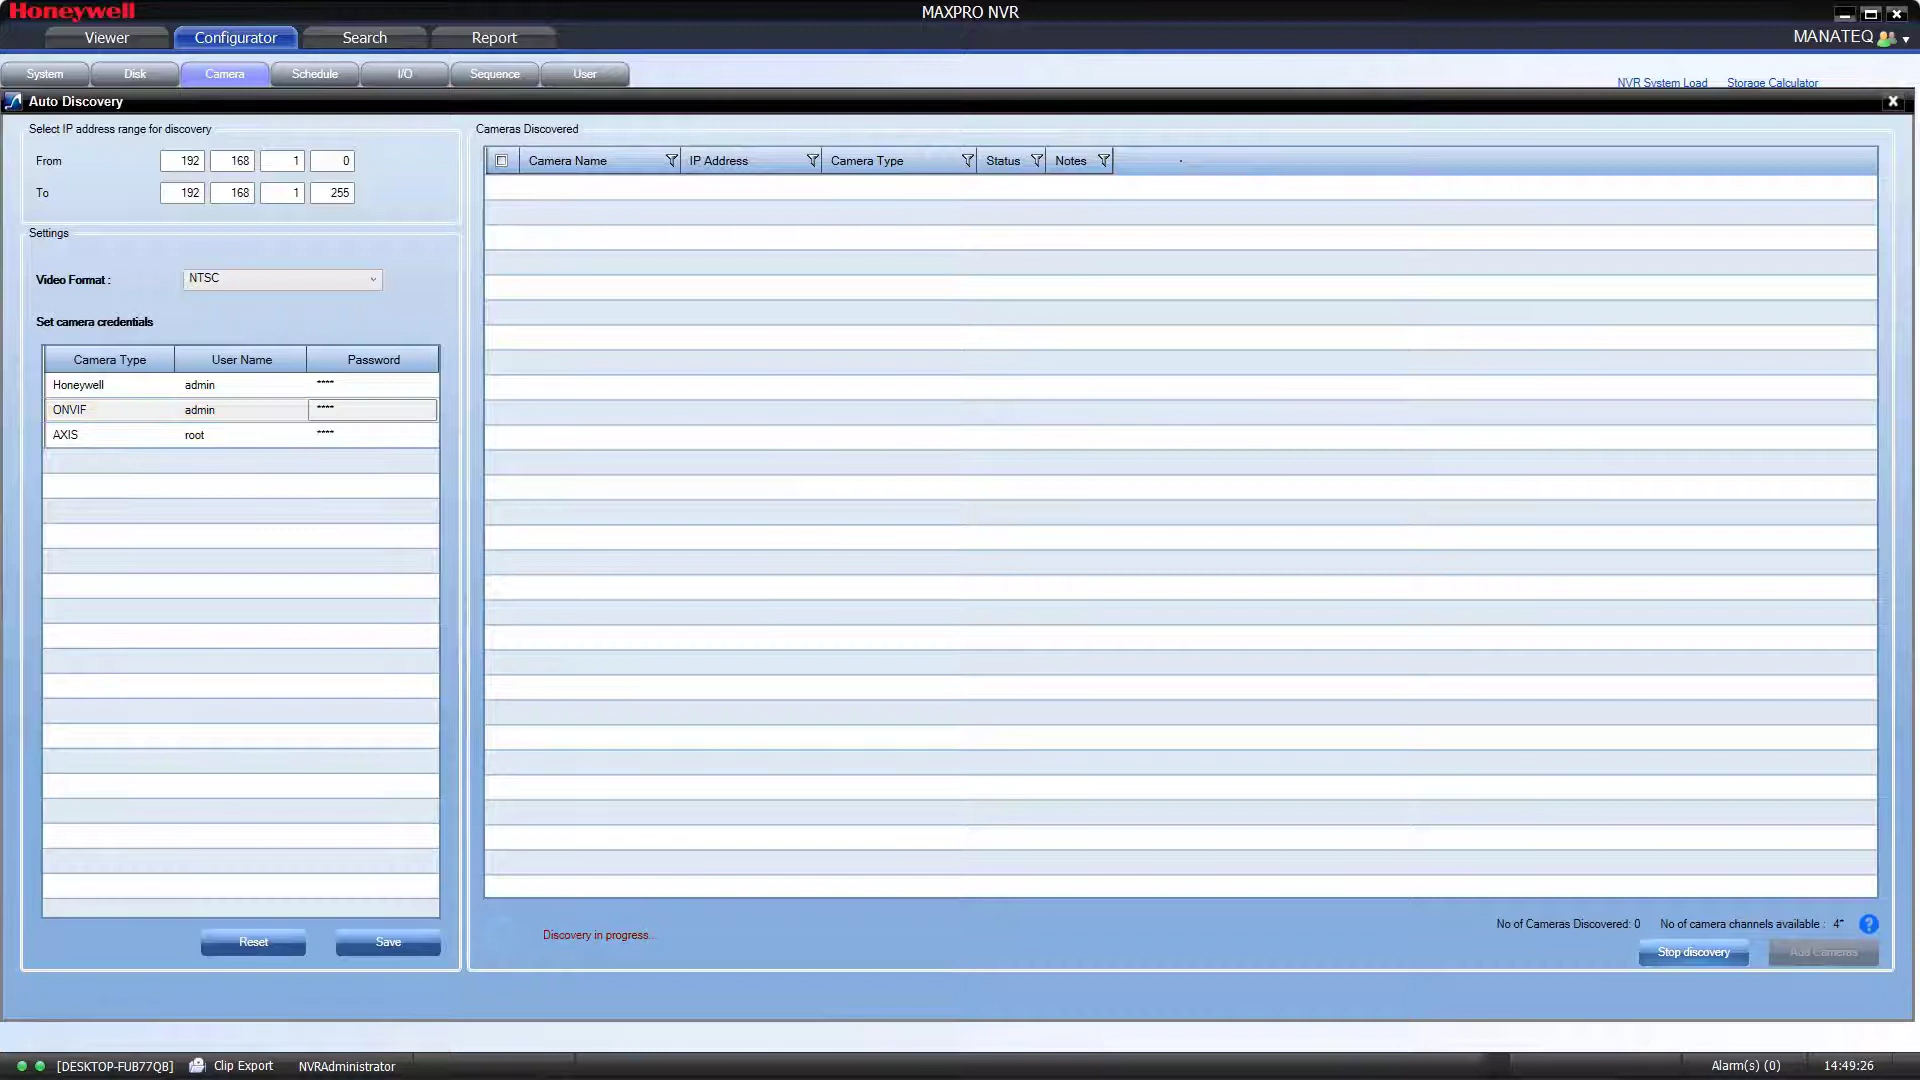 Honeywell
MAXPRO NVR
Viewer Configurator Search Report
MANATEQ
System Disk Camera Schedule I/O Sequence User
NVR System Load Storage Calculator
Auto Discovery
Select IP address range for discovery
From 192 168 1 0
To 192 168 1 255
Settings
Video Format : NTSC
Set camera credentials
Camera Type User Name Password
Honeywell admin ****
ONVIF admin ****
AXIS root ****
Reset Save
Cameras Discovered
Camera Name IP Address Camera Type Status Notes
Discovery in progress...
No of Cameras Discovered: 0 No of camera channels available : 4*
?
Stop discovery Add Cameras
[DESKTOP-FUB77QB] Clip Export NVRAdministrator Alarm(s) (0) 14:49:26